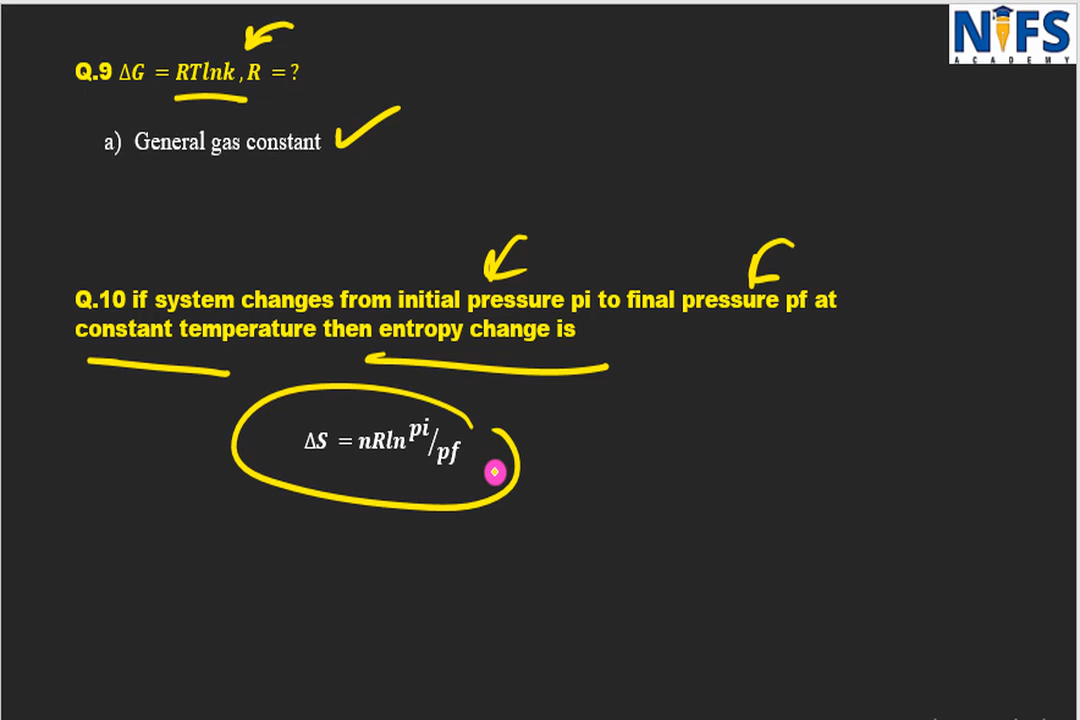 NIFS
ACADEMY
Q.9 ΔG = RTlnk , R = ?
a) General gas constant
Q.10 if system changes from initial pressure pi to final pressure pf at
constant temperature then entropy change is
ΔS = nRln pi/pf